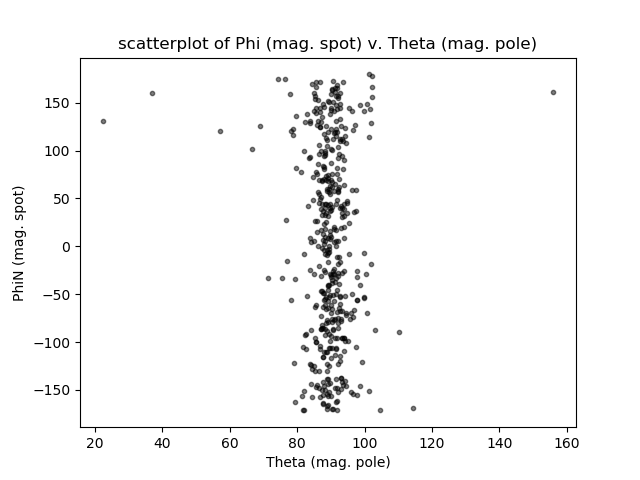 scatterplot of Phi (mag. spot) v. Theta (mag. pole)
150
100
50
0
−50
−100
−150
PhiN (mag. spot)
20 40 60 80 100 120 140 160
Theta (mag. pole)